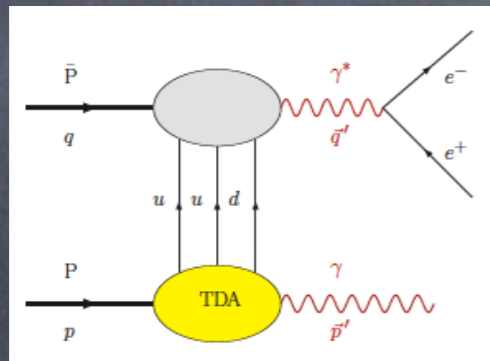 P̄ γ* e⁻
q q⃗′ e⁺
u u d
P TDA γ
p p⃗′